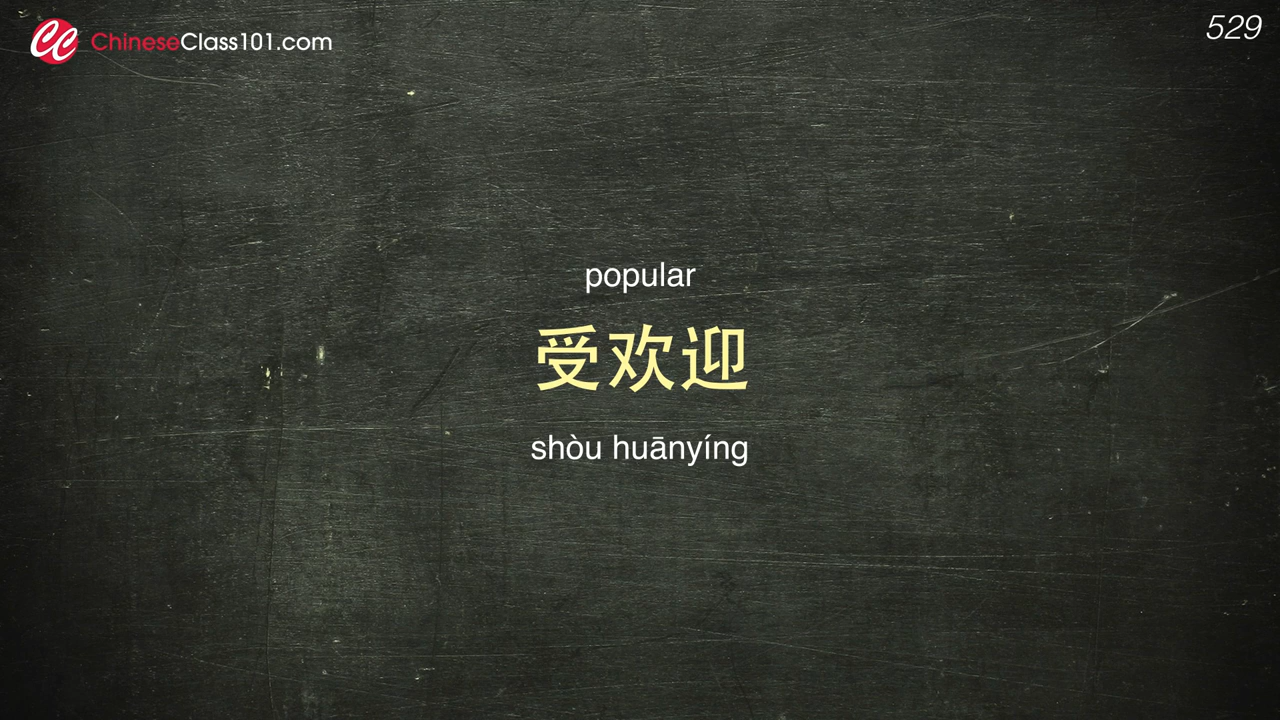 ChineseClass101.com
529
popular
受欢迎
shòu huānyíng